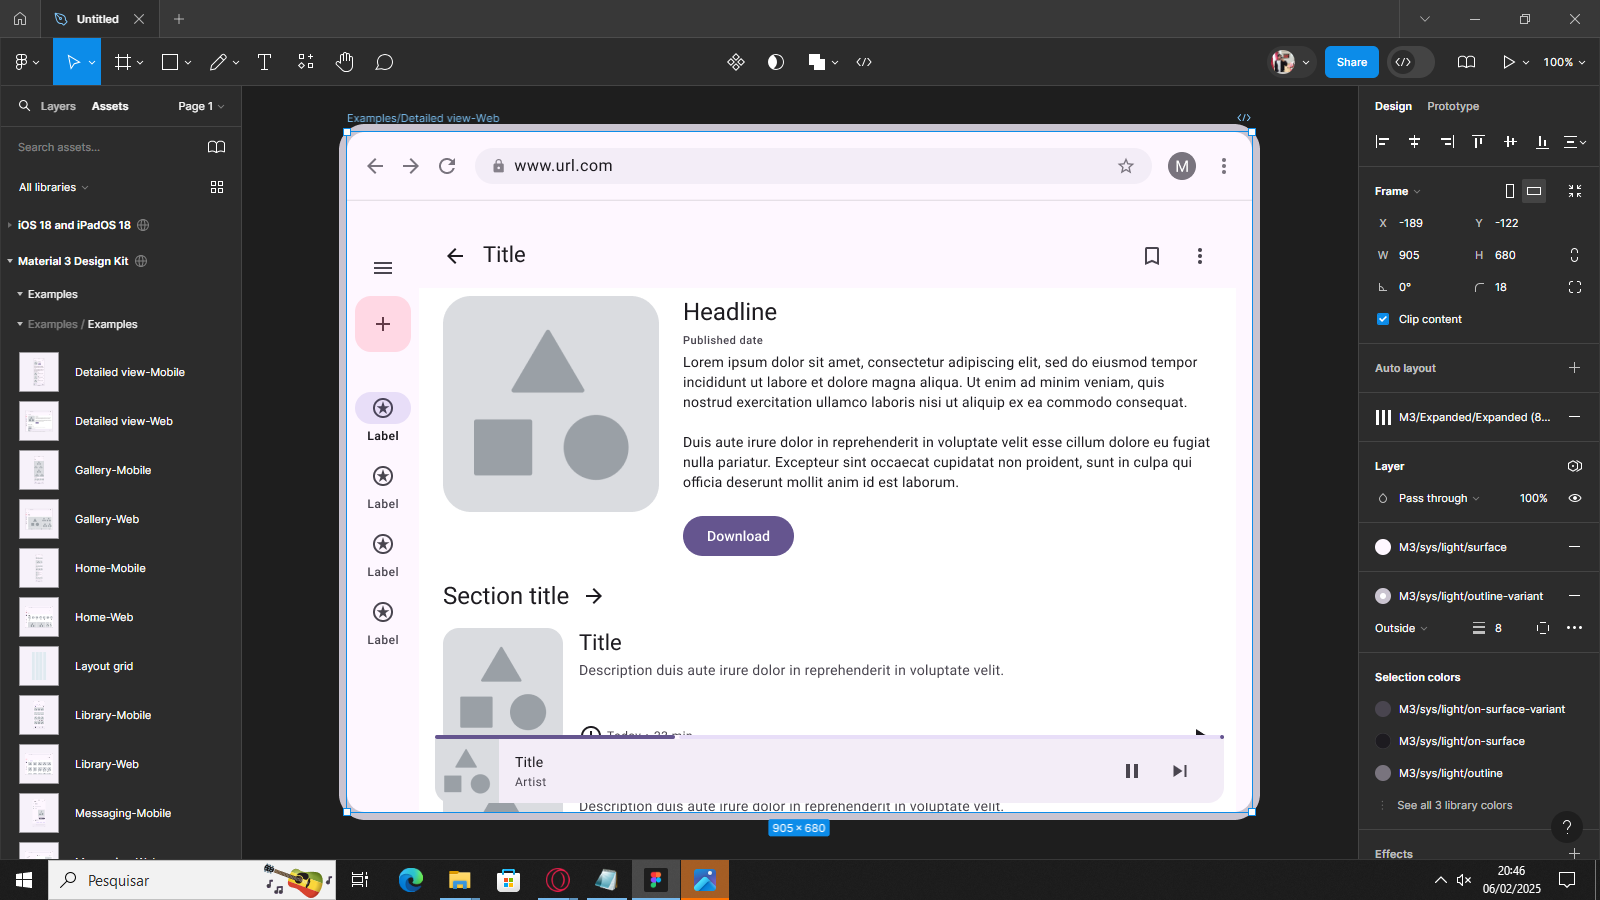 Untitled
Share
100%
Layers
Assets
Page 1
Search assets...
All libraries
iOS 18 and iPadOS 18
Material 3 Design Kit
Examples
Examples / Examples
Detailed view-Mobile
Detailed view-Web
Gallery-Mobile
Gallery-Web
Home-Mobile
Home-Web
Layout grid
Library-Mobile
Library-Web
Messaging-Mobile
Examples/Detailed view-Web
www.url.com
M
Title
Headline
Published date
Lorem ipsum dolor sit amet, consectetur adipiscing elit, sed do eiusmod tempor
incididunt ut labore et dolore magna aliqua. Ut enim ad minim veniam, quis
nostrud exercitation ullamco laboris nisi ut aliquip ex ea commodo consequat.
Duis aute irure dolor in reprehenderit in voluptate velit esse cillum dolore eu fugiat
nulla pariatur. Excepteur sint occaecat cupidatat non proident, sunt in culpa qui
officia deserunt mollit anim id est laborum.
Download
Label
Label
Label
Label
Section title
Title
Description duis aute irure dolor in reprehenderit in voluptate velit.
Today • 23 min
Title
Artist
Description duis aute irure dolor in reprehenderit in voluptate velit.
905 × 680
Design
Prototype
Frame
X -189
Y -122
W 905
H 680
0°
18
Clip content
Auto layout
M3/Expanded/Expanded (8...
Layer
Pass through
100%
M3/sys/light/surface
M3/sys/light/outline-variant
Outside
8
Selection colors
M3/sys/light/on-surface-variant
M3/sys/light/on-surface
M3/sys/light/outline
See all 3 library colors
?
Effects
Pesquisar
20:46
06/02/2025